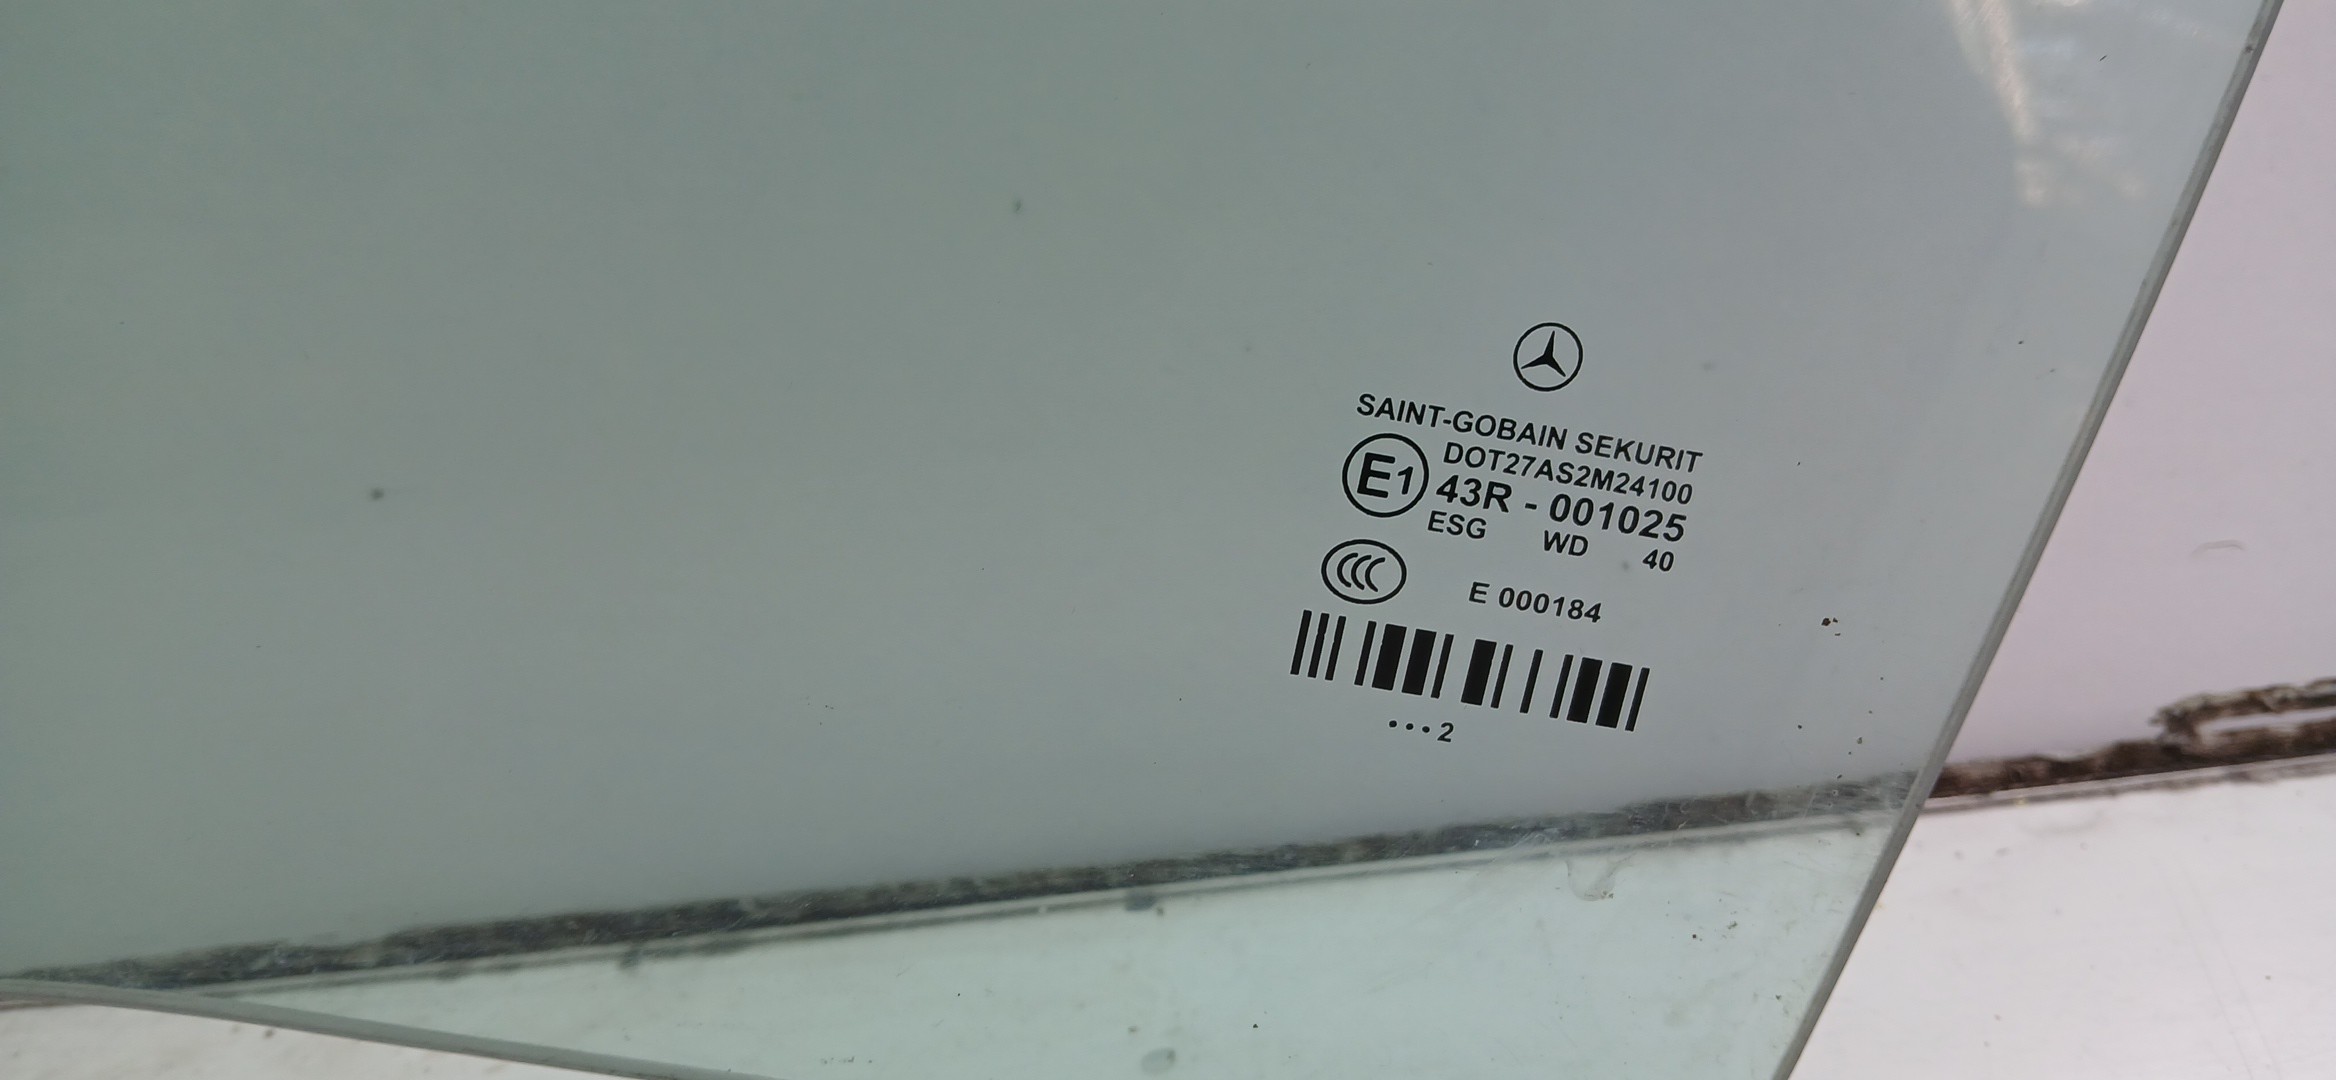 SAINT-GOBAIN SEKURIT
DOT27AS2M24100
E1 43R - 001025
ESG WD 40
CCC E 000184
•••2